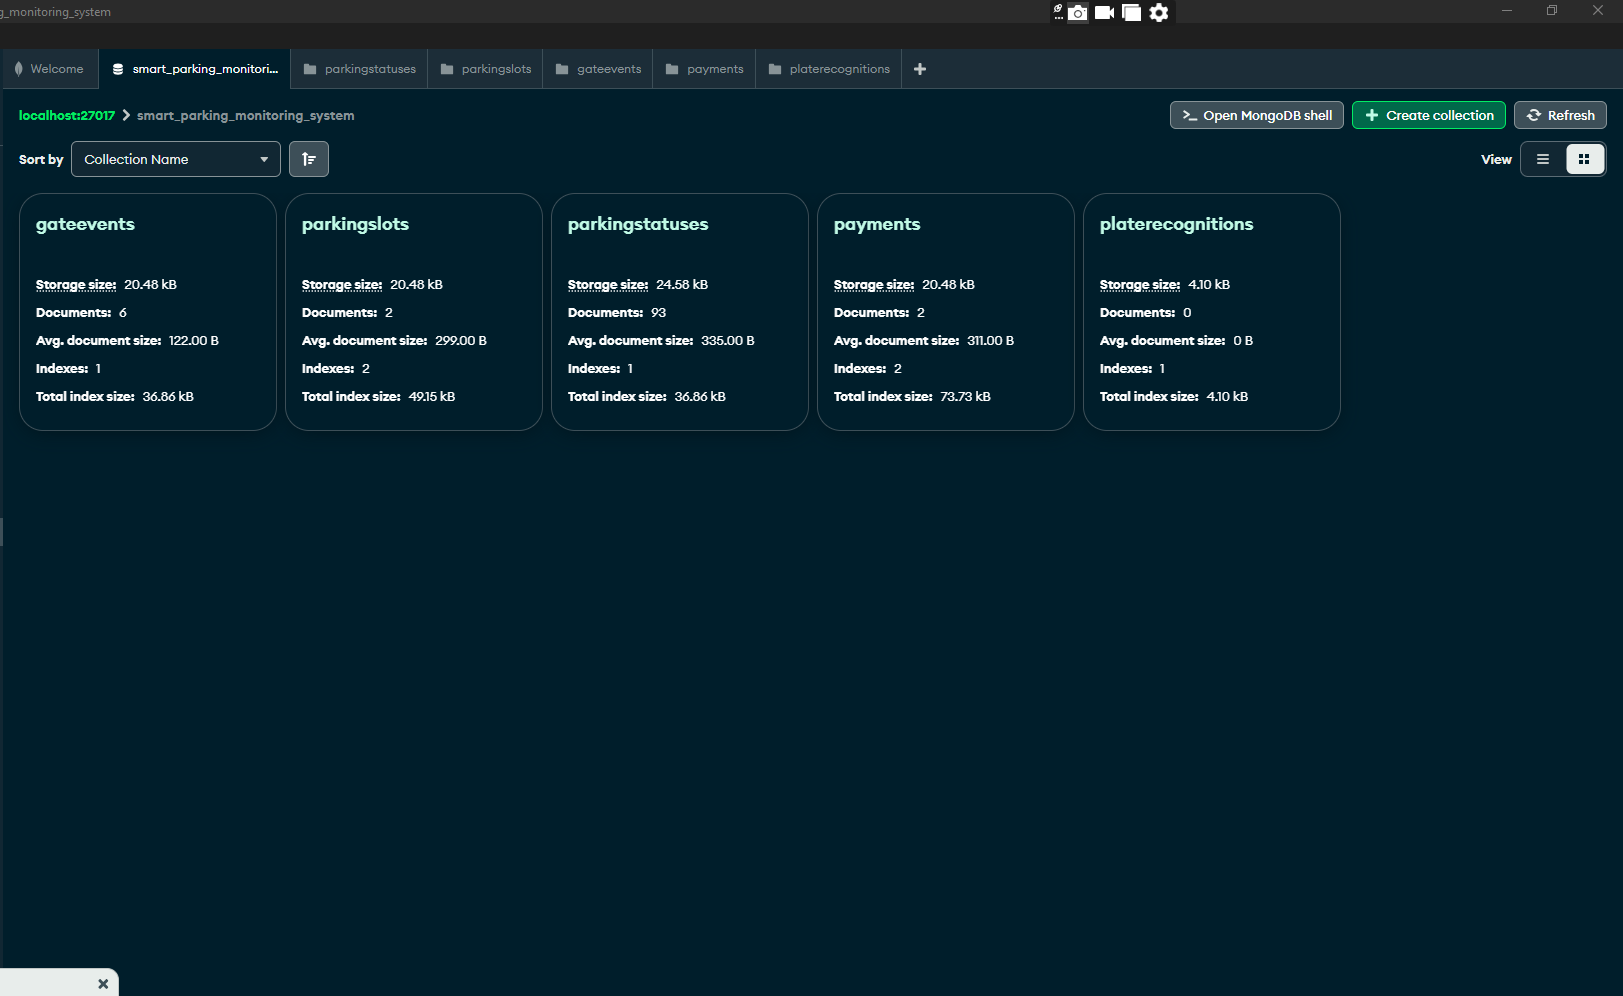 g_monitoring_system
Welcome
smart_parking_monitori...
parkingstatuses
parkingslots
gateevents
payments
platerecognitions
localhost:27017
smart_parking_monitoring_system
>_ Open MongoDB shell
Create collection
Refresh
Sort by
Collection Name
View
gateevents
Storage size: 20.48 kB
Documents: 6
Avg. document size: 122.00 B
Indexes: 1
Total index size: 36.86 kB
parkingslots
Storage size: 20.48 kB
Documents: 2
Avg. document size: 299.00 B
Indexes: 2
Total index size: 49.15 kB
parkingstatuses
Storage size: 24.58 kB
Documents: 93
Avg. document size: 335.00 B
Indexes: 1
Total index size: 36.86 kB
payments
Storage size: 20.48 kB
Documents: 2
Avg. document size: 311.00 B
Indexes: 2
Total index size: 73.73 kB
platerecognitions
Storage size: 4.10 kB
Documents: 0
Avg. document size: 0 B
Indexes: 1
Total index size: 4.10 kB